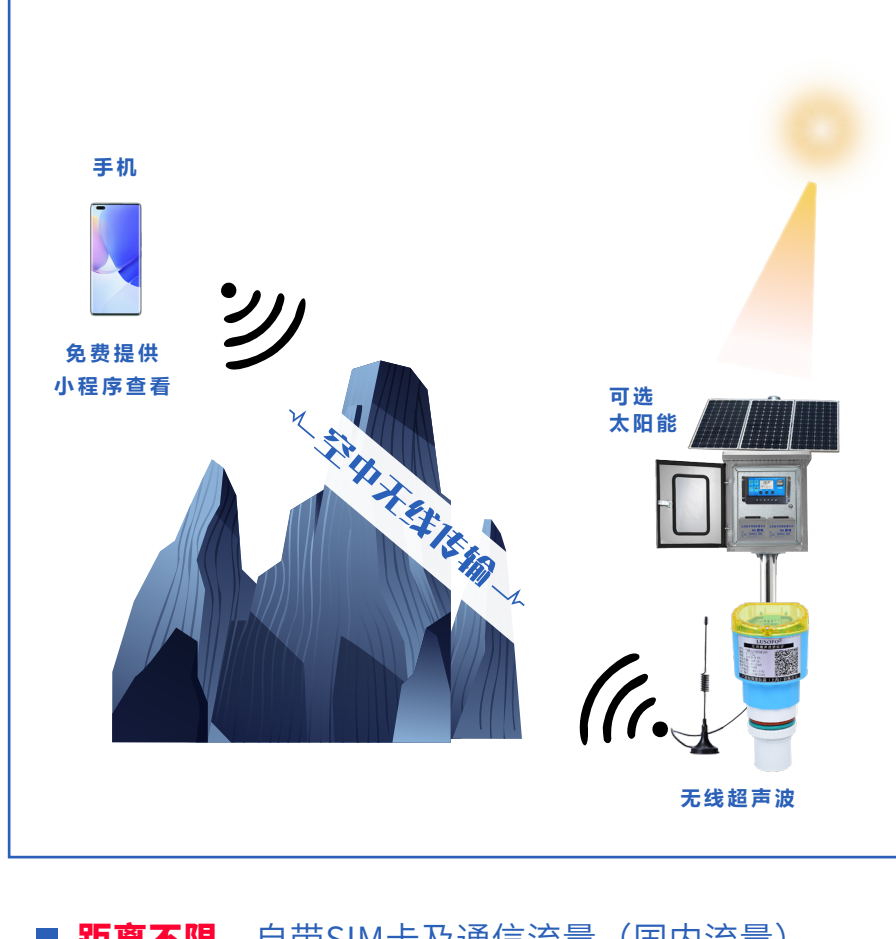 手机
免费提供
小程序查看
空中无线传输
可选
太阳能
无线超声波
距离不限 自带SIM卡及通信流量（国内流量）